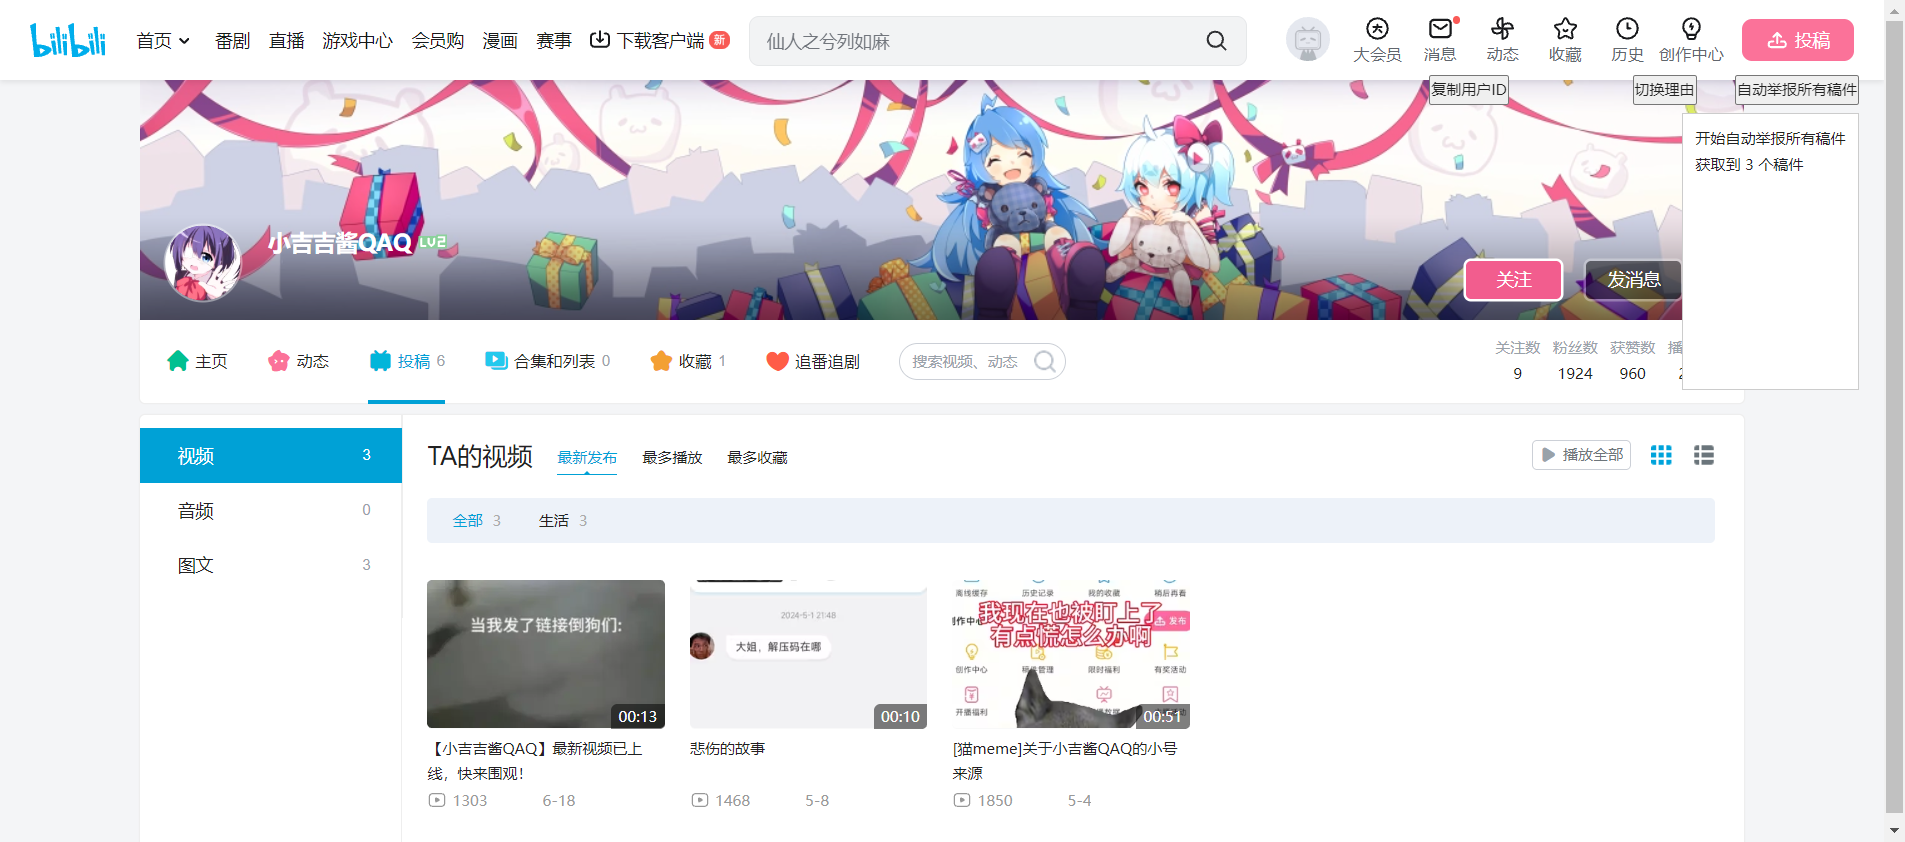 bilibili
首页
番剧
直播
游戏中心
会员购
漫画
赛事
下载客户端
新
仙人之兮列如麻
大会员
消息
动态
收藏
历史
创作中心
投稿
复制用户ID
切换理由
自动举报所有稿件
开始自动举报所有稿件
获取到 3 个稿件
小吉吉酱QAQ LV2
关注
发消息
主页
动态
投稿 6
合集和列表 0
收藏 1
追番追剧
搜索视频、动态
关注数 粉丝数 获赞数 播
9 1924 960 2
视频 3
音频 0
图文 3
TA的视频
最新发布
最多播放
最多收藏
播放全部
全部 3
生活 3
当我发了链接倒狗们:
00:13
【小吉吉酱QAQ】最新视频已上
线，快来围观！
1303 6-18
2024-5-1 21:48
大姐，解压码在哪
00:10
悲伤的故事
1468 5-8
离线缓存 历史记录 我的收藏 稍后再看
我现在也被盯上了
有点慌怎么办啊
创作中心
发布
创作中心 稿件管理 限时福利 有奖活动
开播福利
00:51
[猫meme]关于小吉酱QAQ的小号
来源
1850 5-4